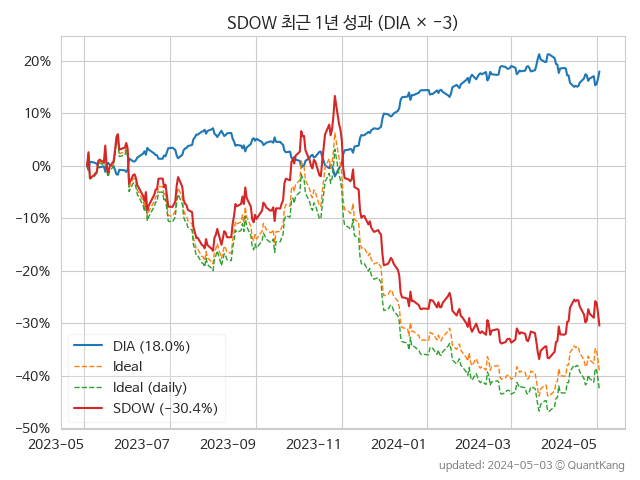 SDOW 최근 1년 성과 (DIA × -3)
20%
10%
0%
-10%
-20%
-30%
-40%
-50%
DIA (18.0%)
Ideal
Ideal (daily)
SDOW (-30.4%)
2023-05 2023-07 2023-09 2023-11 2024-01 2024-03 2024-05
updated: 2024-05-03 © QuantKang